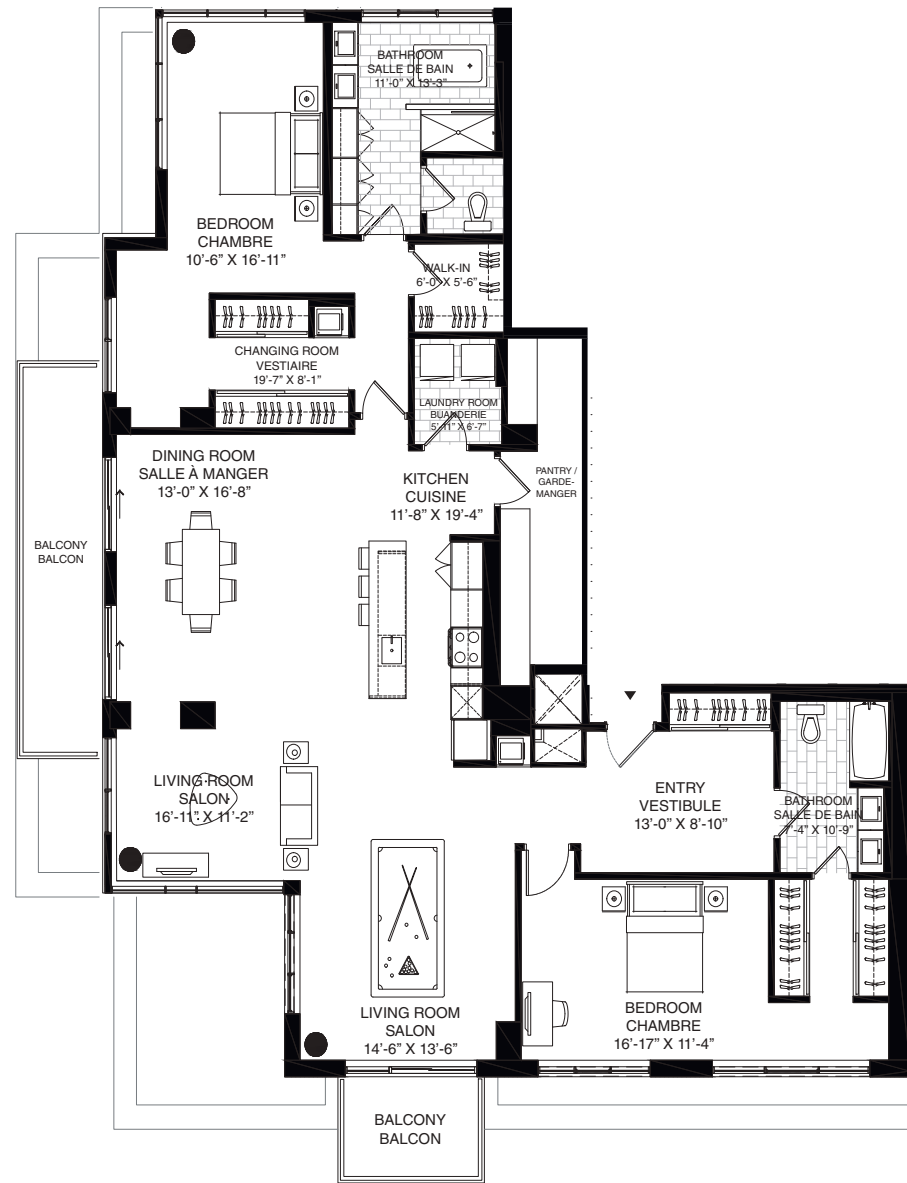 BATHROOM
SALLE DE BAIN
11'-0" X 13'-3"
BEDROOM
CHAMBRE
10'-6" X 16'-11"
WALK-IN
6'-0" X 5'-6"
CHANGING ROOM
VESTIAIRE
19'-7" X 8'-1"
LAUNDRY ROOM
BUANDERIE
5'-11" X 6'-7"
DINING ROOM
SALLE À MANGER
13'-0" X 16'-8"
KITCHEN
CUISINE
11'-8" X 19'-4"
PANTRY /
GARDE-
MANGER
BALCONY
BALCON
LIVING ROOM
SALON
16'-11" X 11'-2"
ENTRY
VESTIBULE
13'-0" X 8'-10"
BATHROOM
SALLE DE BAIN
7'-4" X 10'-9"
LIVING ROOM
SALON
14'-6" X 13'-6"
BEDROOM
CHAMBRE
16'-17" X 11'-4"
BALCONY
BALCON